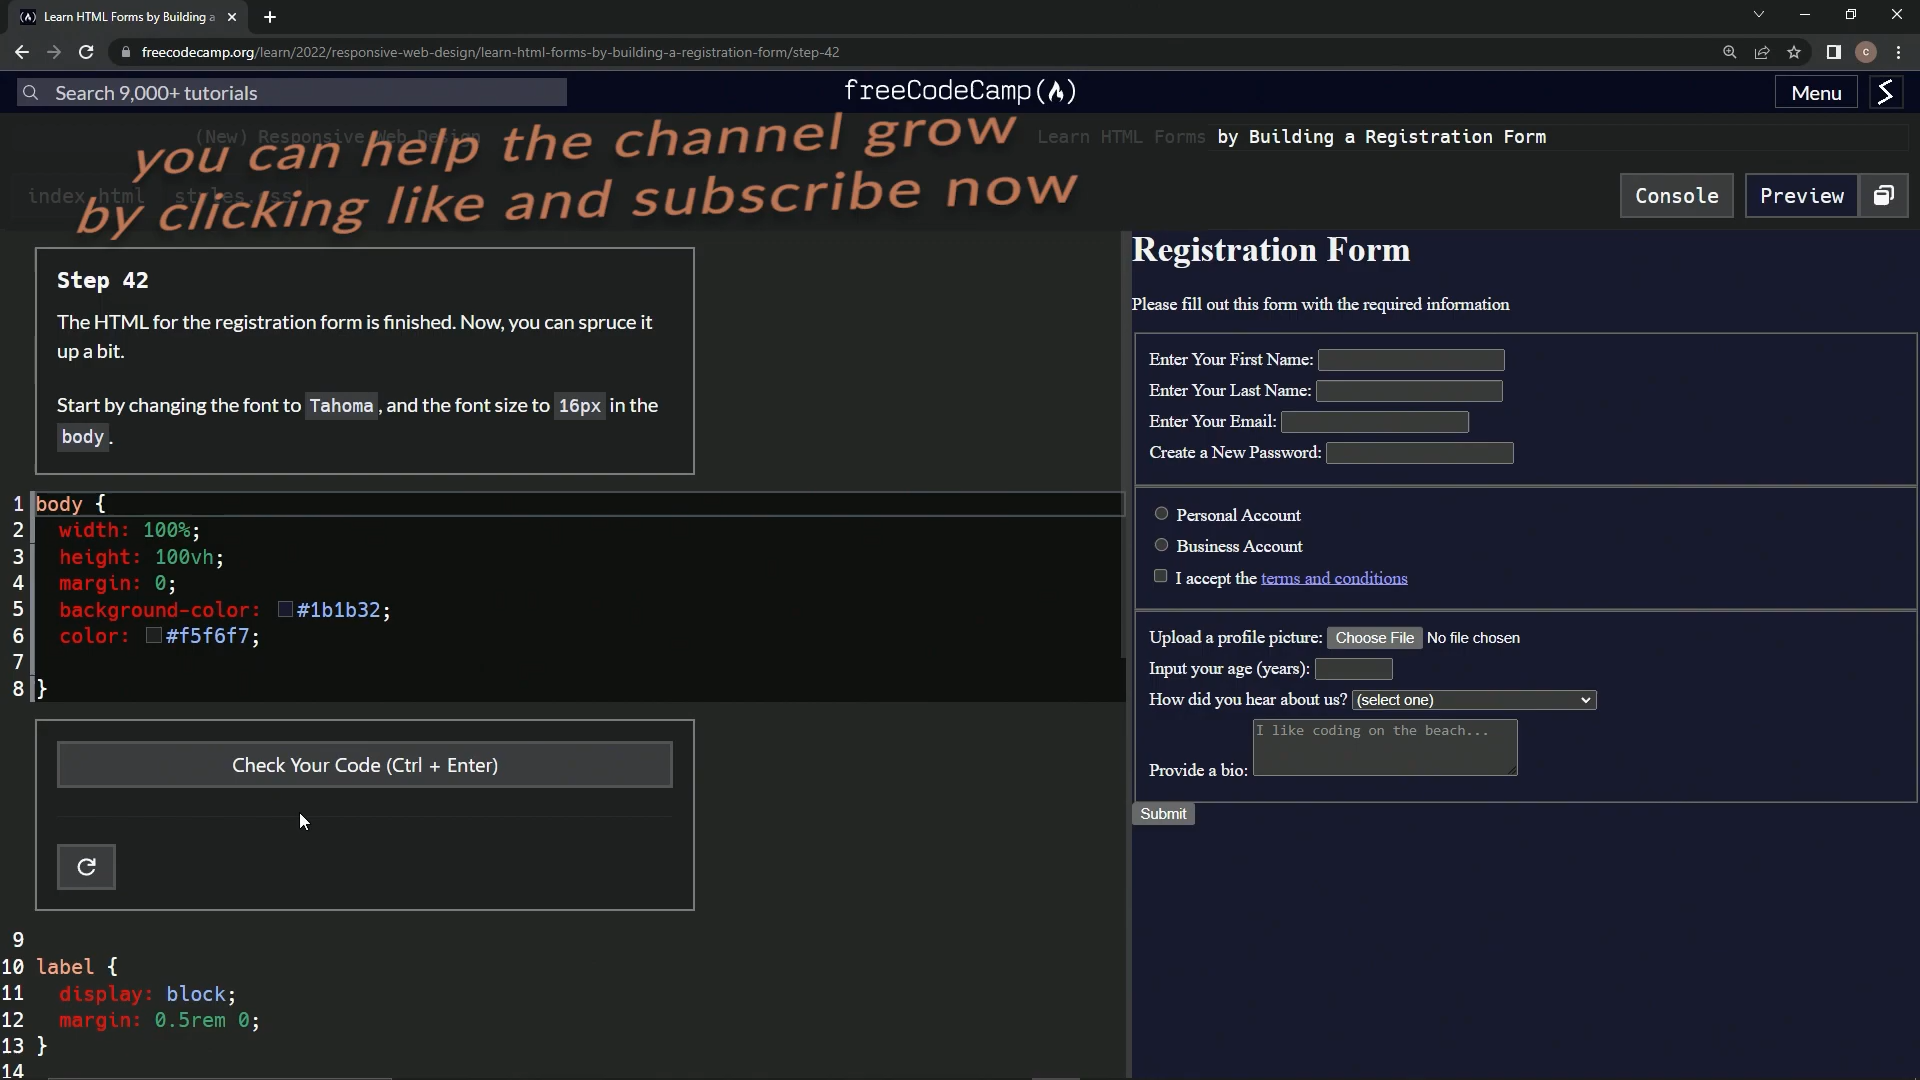 Learn HTML Forms by Building a
freecodecamp.org/learn/2022/responsive-web-design/learn-html-forms-by-building-a-registration-form/step-42
C
Search 9,000+ tutorials
freeCodeCamp
Menu
(New) Responsive Web Design
Learn HTML Forms by Building a Registration Form
you can help the channel grow
by clicking like and subscribe now
index.html styles.css
Console
Preview
Step 42
The HTML for the registration form is finished. Now, you can spruce it
up a bit.
Start by changing the font to Tahoma, and the font size to 16px in the
body.
1 body {
2 width: 100%;
3 height: 100vh;
4 margin: 0;
5 background-color: #1b1b32;
6 color: #f5f6f7;
7
8 }
Check Your Code (Ctrl + Enter)
9
10 label {
11 display: block;
12 margin: 0.5rem 0;
13 }
14
Registration Form
Please fill out this form with the required information
Enter Your First Name:
Enter Your Last Name:
Enter Your Email:
Create a New Password:
Personal Account
Business Account
I accept the terms and conditions
Upload a profile picture: Choose File No file chosen
Input your age (years):
How did you hear about us? (select one)
I like coding on the beach...
Provide a bio:
Submit